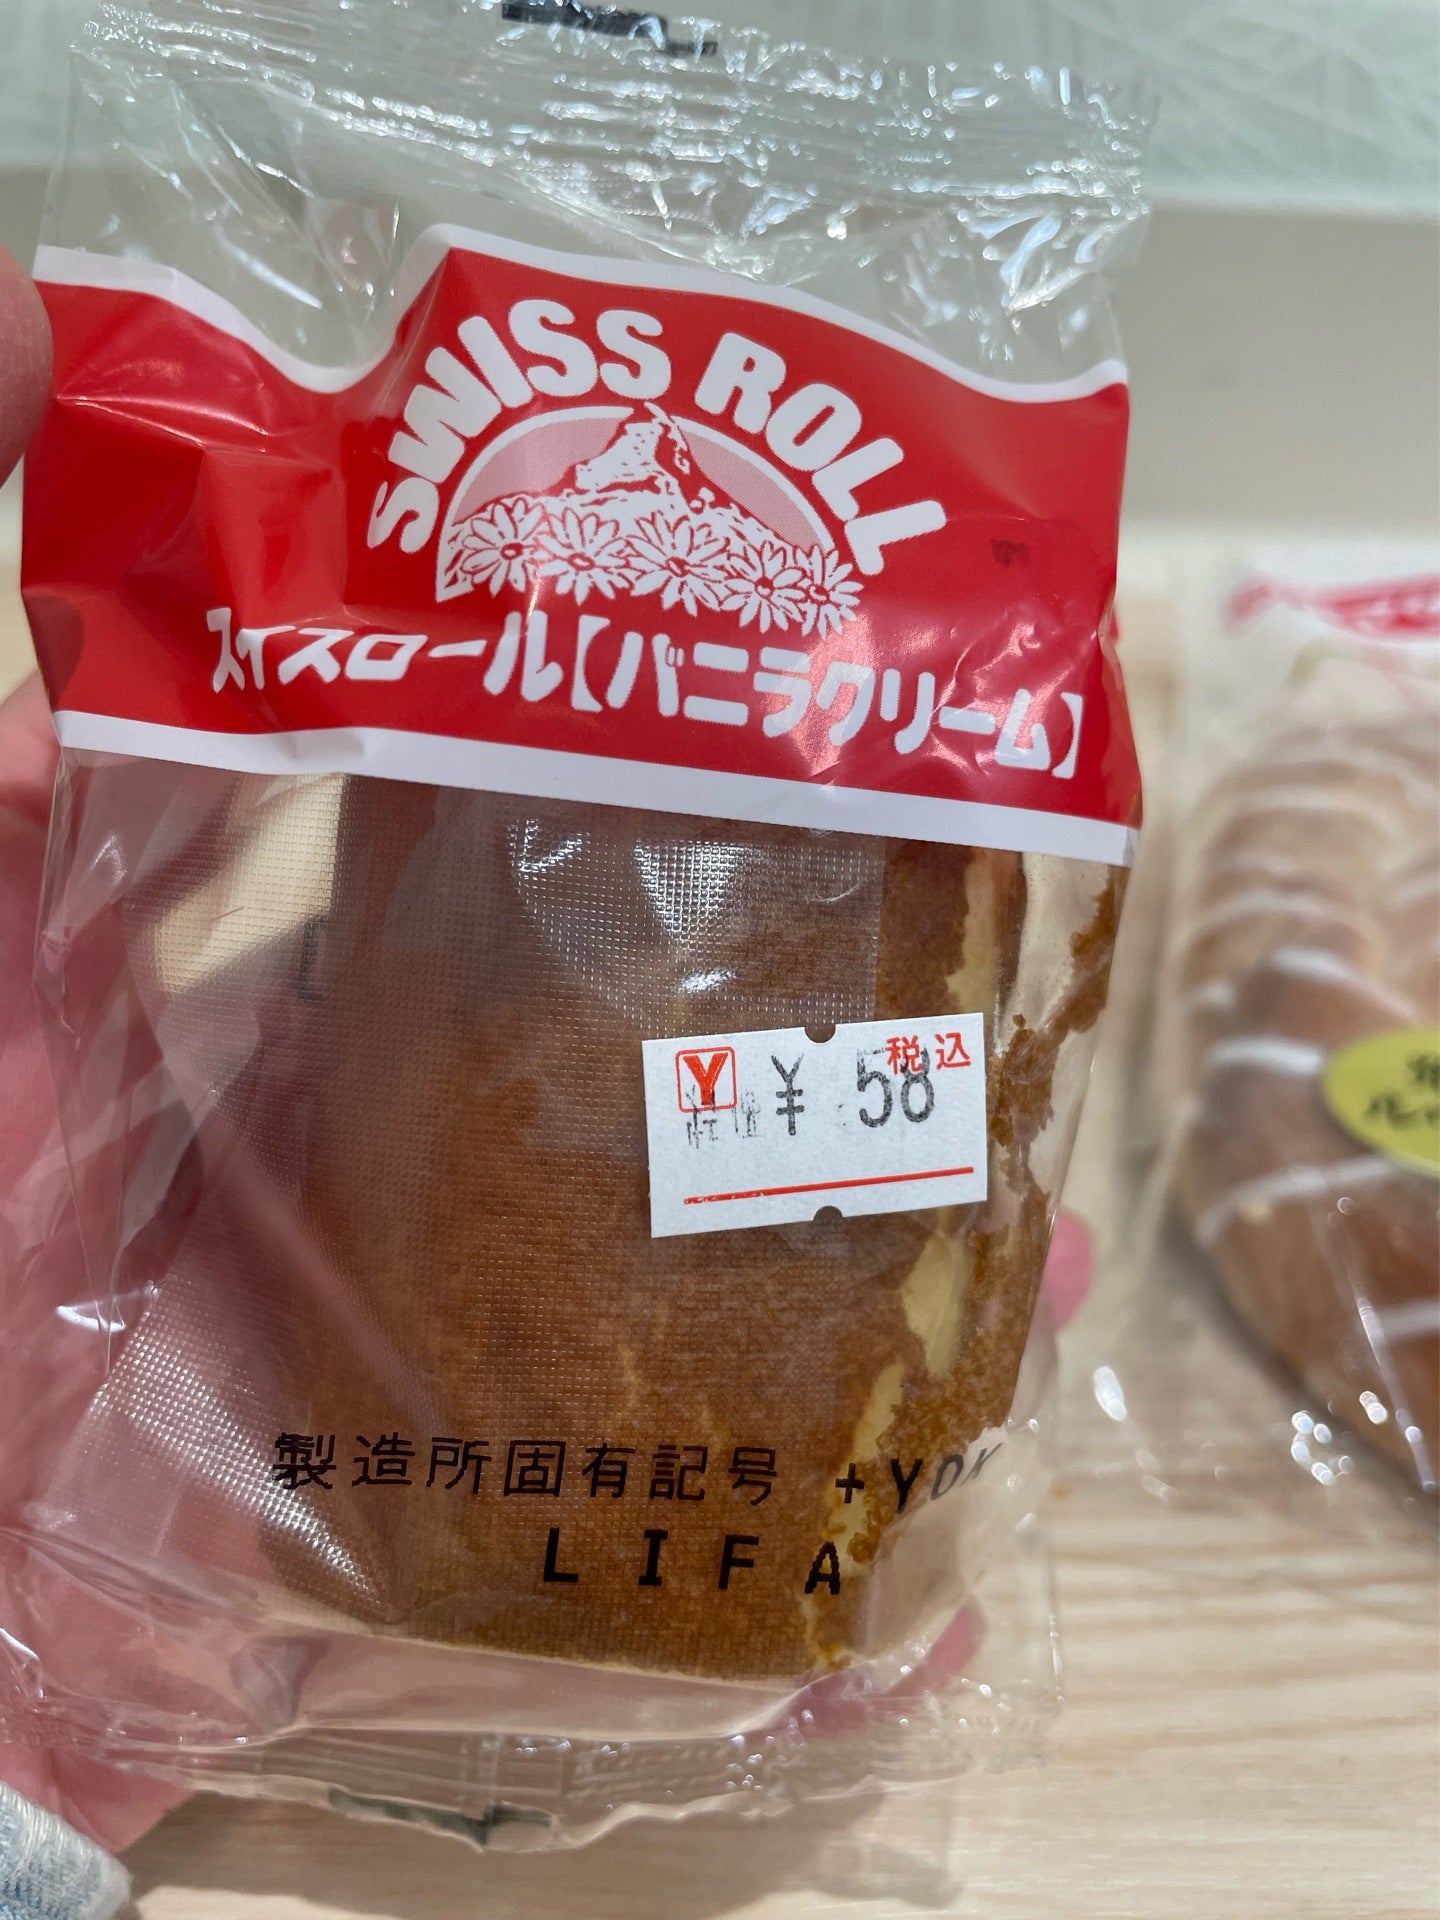 SWISS ROLL
スイスロール【バニラクリーム】
Y 税込
¥ 58
製造所固有記号 +YDK
LIFA